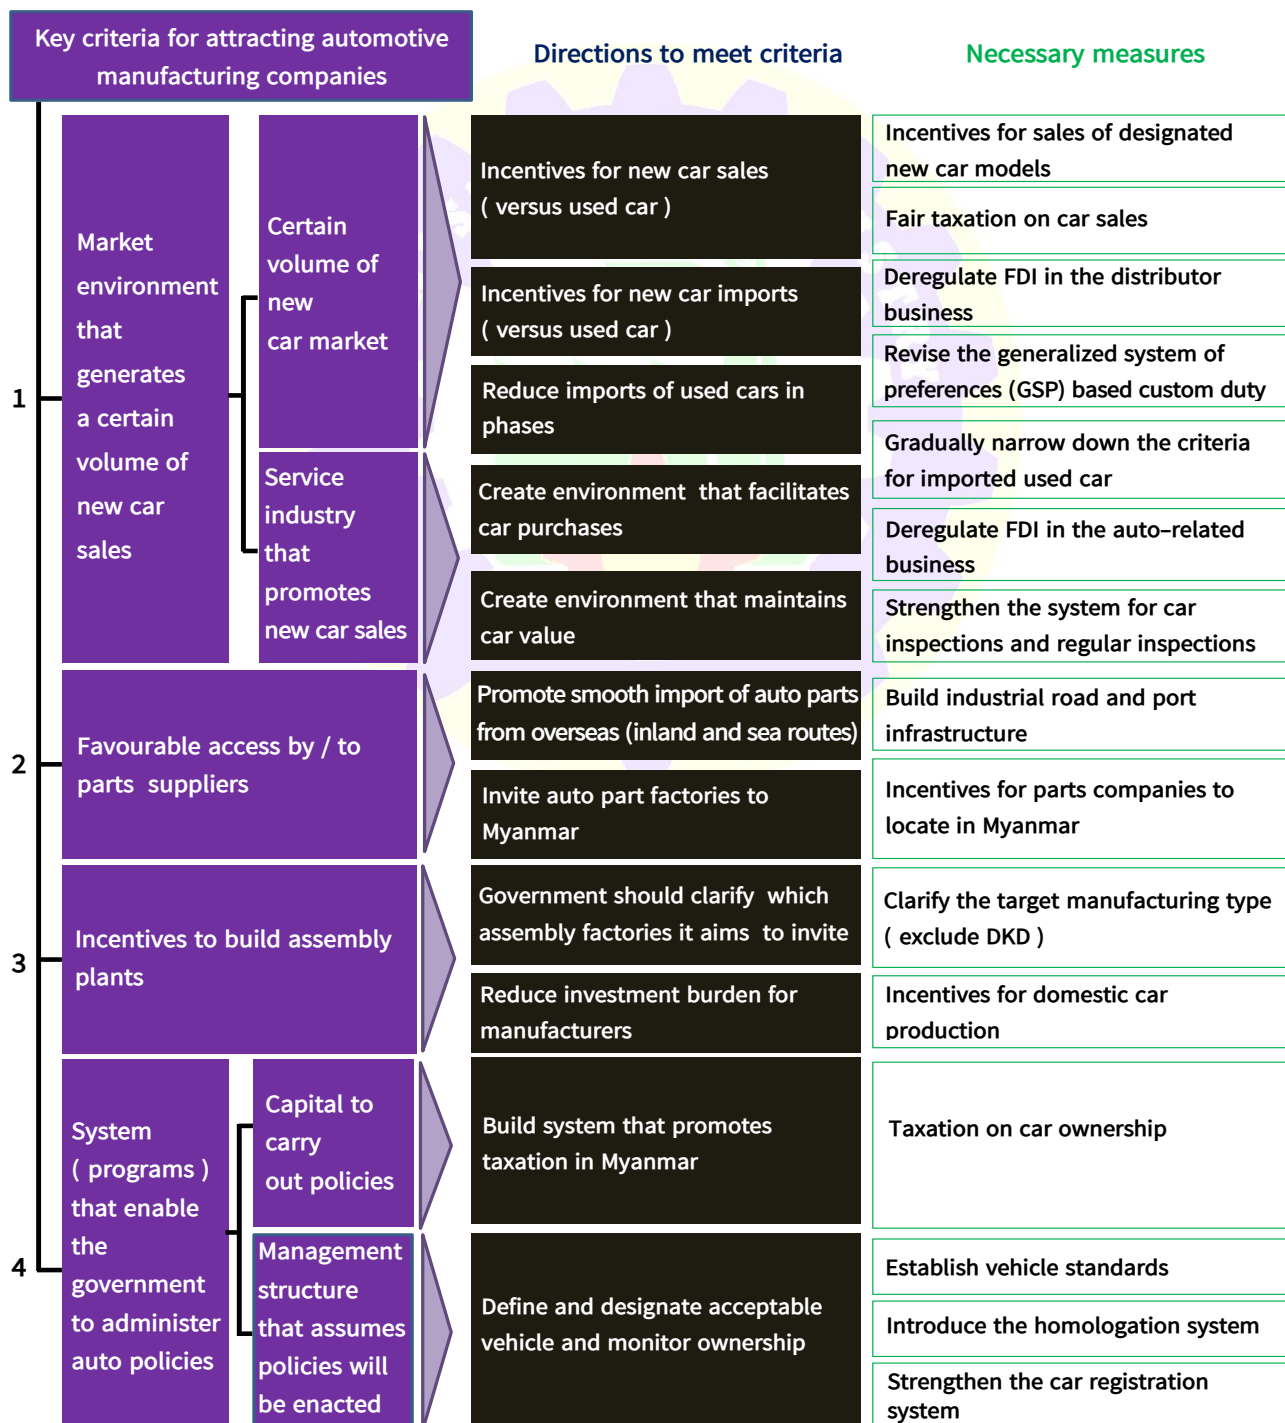 Key criteria for attracting automotive
manufacturing companies
Directions to meet criteria
Necessary measures
1
Market
environment
that
generates
a certain
volume of
new car
sales
Certain
volume of
new
car market
Service
industry
that
promotes
new car sales
Incentives for new car sales
( versus used car )
Incentives for new car imports
( versus used car )
Reduce imports of used cars in
phases
Create environment that facilitates
car purchases
Create environment that maintains
car value
Incentives for sales of designated
new car models
Fair taxation on car sales
Deregulate FDI in the distributor
business
Revise the generalized system of
preferences (GSP) based custom duty
Gradually narrow down the criteria
for imported used car
Deregulate FDI in the auto-related
business
Strengthen the system for car
inspections and regular inspections
2
Favourable access by / to
parts suppliers
Promote smooth import of auto parts
from overseas (inland and sea routes)
Invite auto part factories to
Myanmar
Build industrial road and port
infrastructure
Incentives for parts companies to
locate in Myanmar
3
Incentives to build assembly
plants
Government should clarify which
assembly factories it aims to invite
Reduce investment burden for
manufacturers
Clarify the target manufacturing type
( exclude DKD )
Incentives for domestic car
production
4
System
( programs )
that enable
the
government
to administer
auto policies
Capital to
carry
out policies
Management
structure
that assumes
policies will
be enacted
Build system that promotes
taxation in Myanmar
Define and designate acceptable
vehicle and monitor ownership
Taxation on car ownership
Establish vehicle standards
Introduce the homologation system
Strengthen the car registration
system